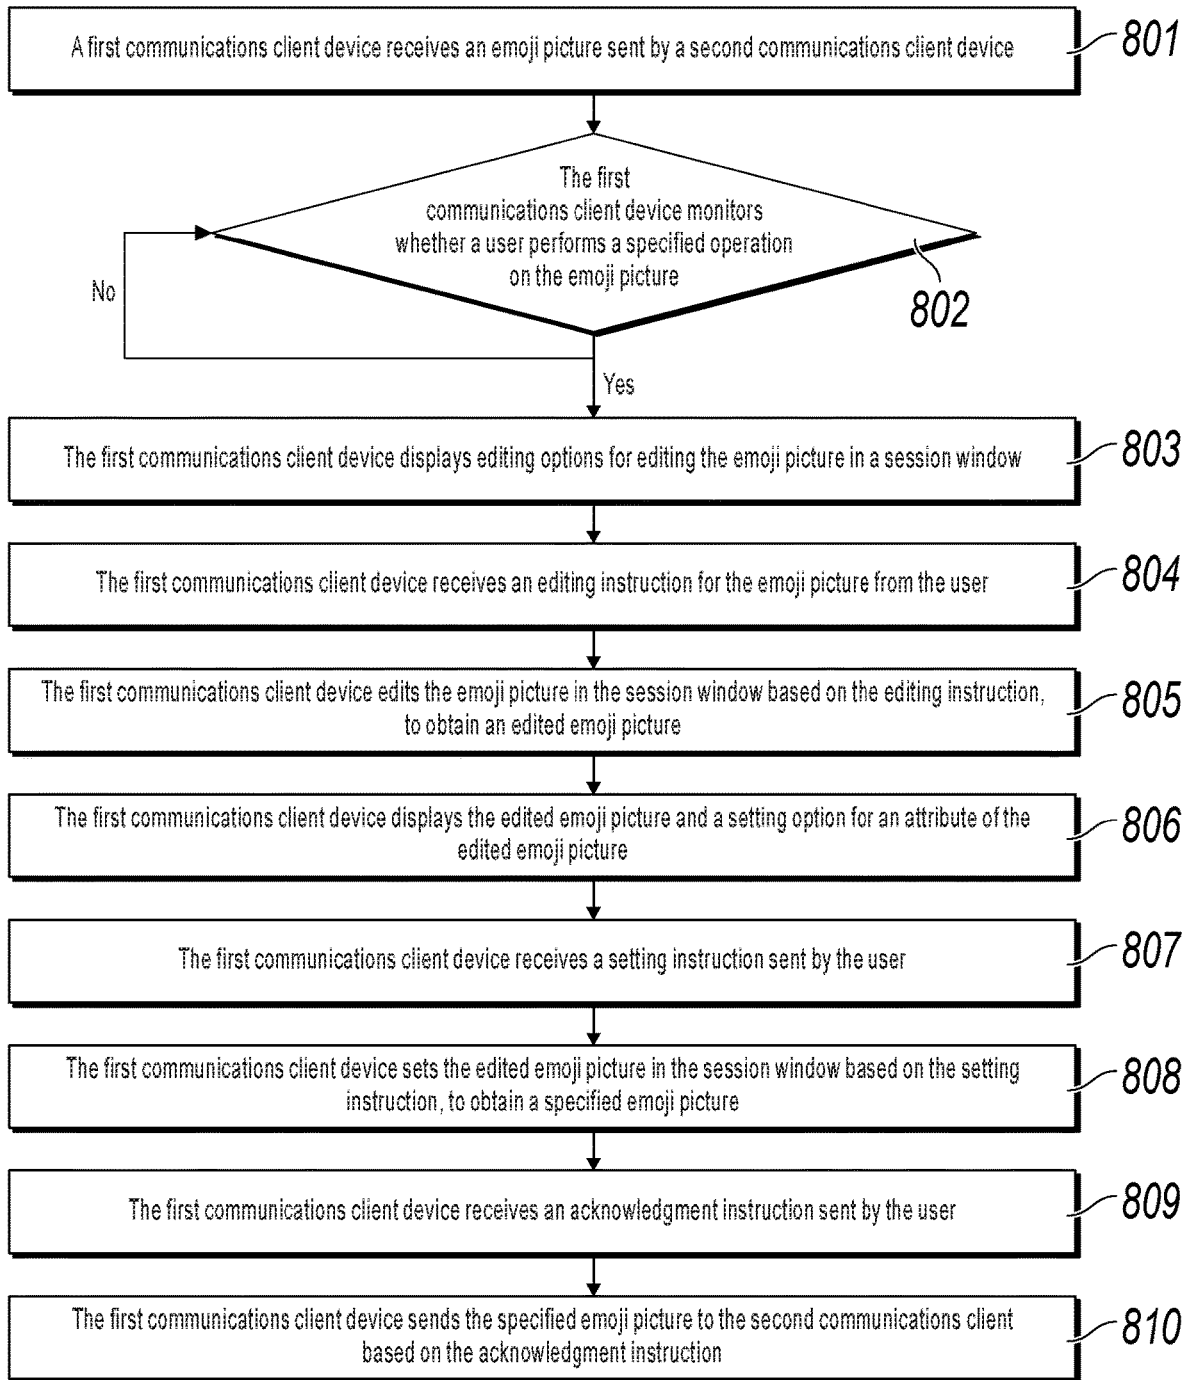 A first communications client device receives an emoji picture sent by a second communications client device
801
The first
communications client device monitors
whether a user performs a specified operation
on the emoji picture
802
No
Yes
The first communications client device displays editing options for editing the emoji picture in a session window
803
The first communications client device receives an editing instruction for the emoji picture from the user
804
The first communications client device edits the emoji picture in the session window based on the editing instruction,
to obtain an edited emoji picture
805
The first communications client device displays the edited emoji picture and a setting option for an attribute of the
edited emoji picture
806
The first communications client device receives a setting instruction sent by the user
807
The first communications client device sets the edited emoji picture in the session window based on the setting
instruction, to obtain a specified emoji picture
808
The first communications client device receives an acknowledgment instruction sent by the user
809
The first communications client device sends the specified emoji picture to the second communications client
based on the acknowledgment instruction
810